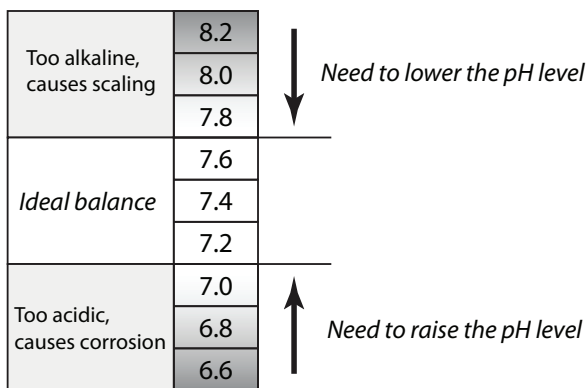 Too alkaline,
causes scaling
8.2
8.0
7.8
Need to lower the pH level
Ideal balance
7.6
7.4
7.2
Too acidic,
causes corrosion
7.0
6.8
6.6
Need to raise the pH level